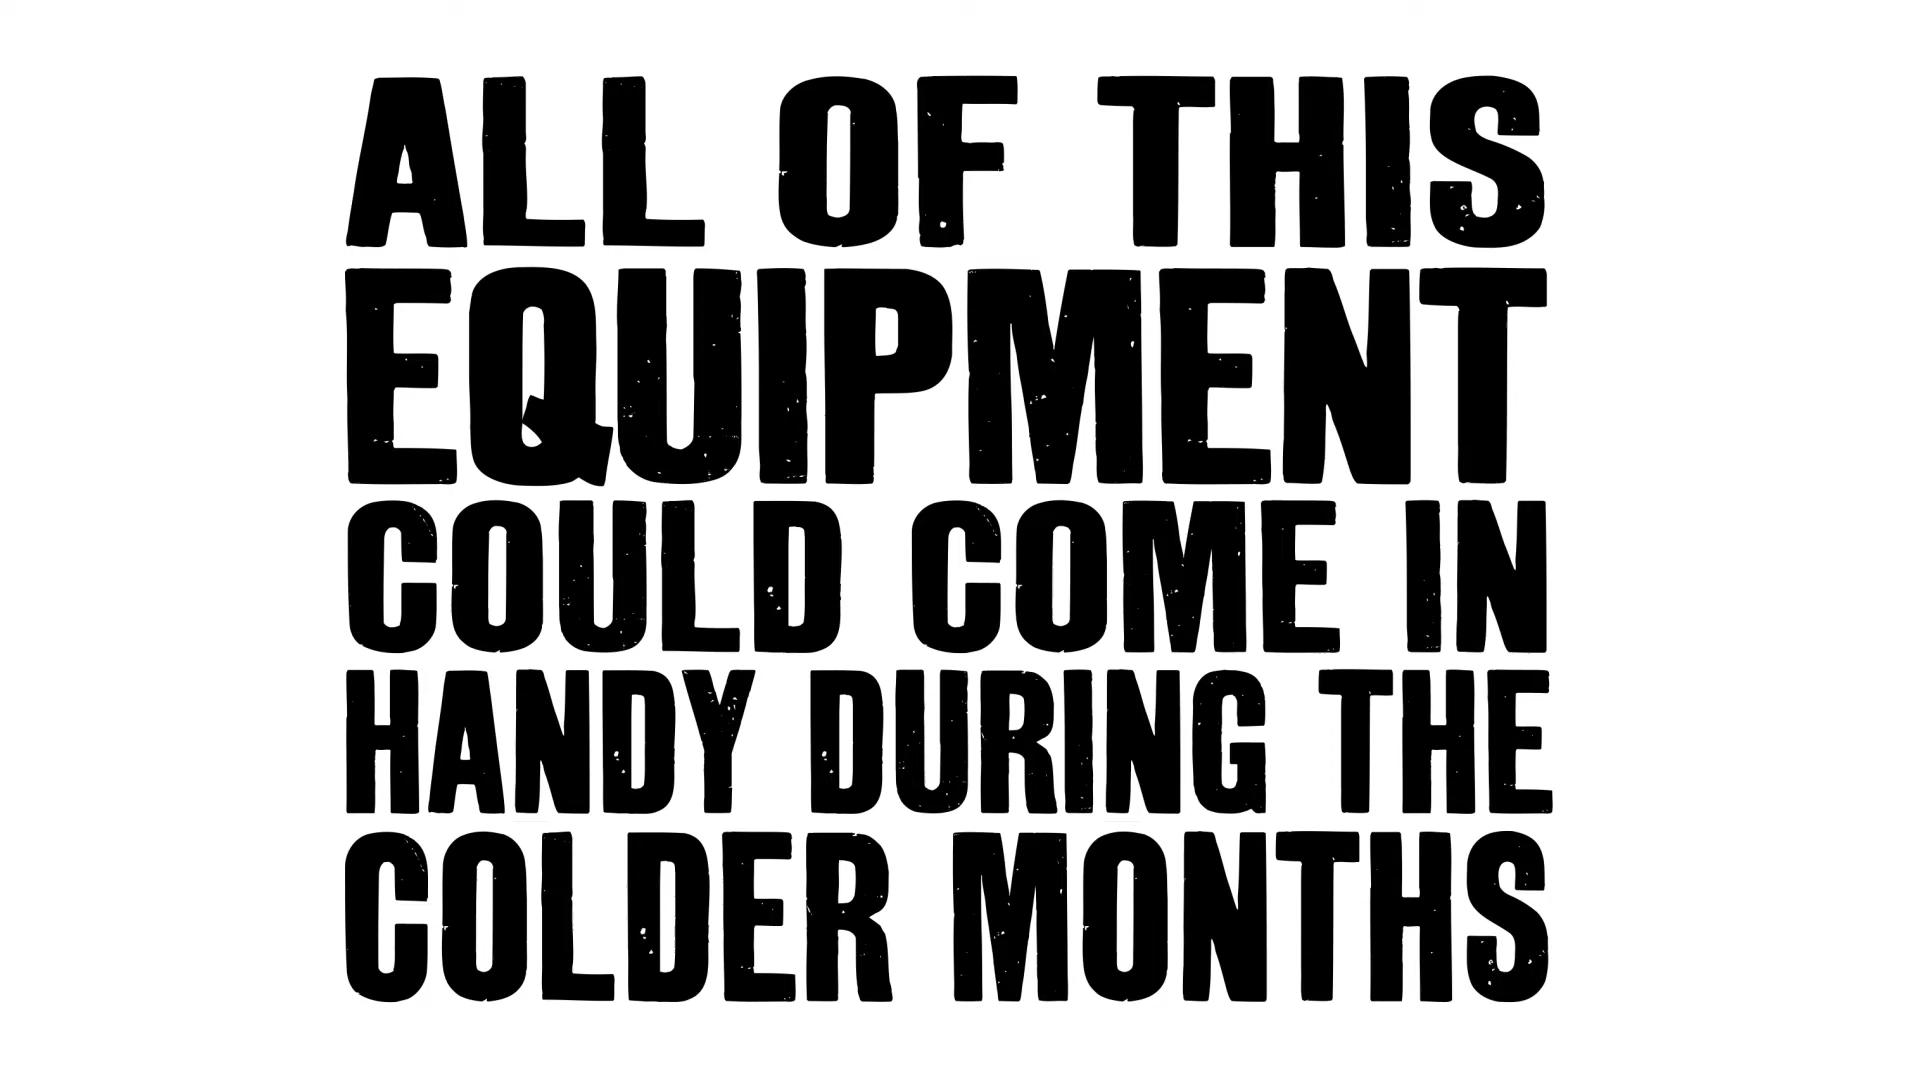 ALL OF THIS
EQUIPMENT
COULD COME IN
HANDY DURING THE
COLDER MONTHS